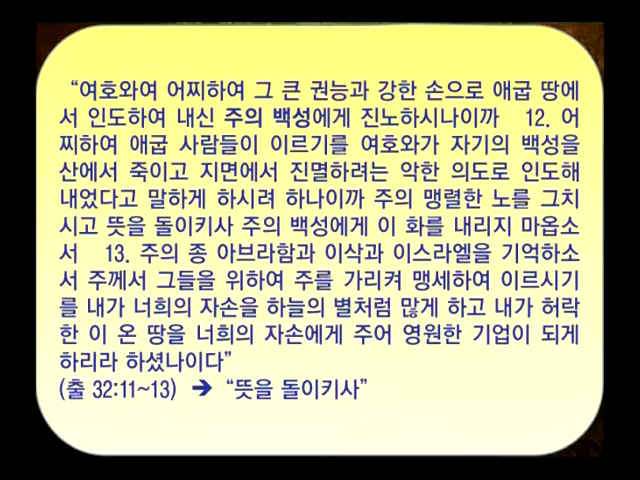 “여호와여 어찌하여 그 큰 권능과 강한 손으로 애굽 땅에
서 인도하여 내신 주의 백성에게 진노하시나이까 12. 어
찌하여 애굽 사람들이 이르기를 여호와가 자기의 백성을
산에서 죽이고 지면에서 진멸하려는 악한 의도로 인도해
내었다고 말하게 하시려 하나이까 주의 맹렬한 노를 그치
시고 뜻을 돌이키사 주의 백성에게 이 화를 내리지 마옵소
서 13. 주의 종 아브라함과 이삭과 이스라엘을 기억하소
서 주께서 그들을 위하여 주를 가리켜 맹세하여 이르시기
를 내가 너희의 자손을 하늘의 별처럼 많게 하고 내가 허락
한 이 온 땅을 너희의 자손에게 주어 영원한 기업이 되게
하리라 하셨나이다”
(출 32:11~13) ➔ “뜻을 돌이키사”